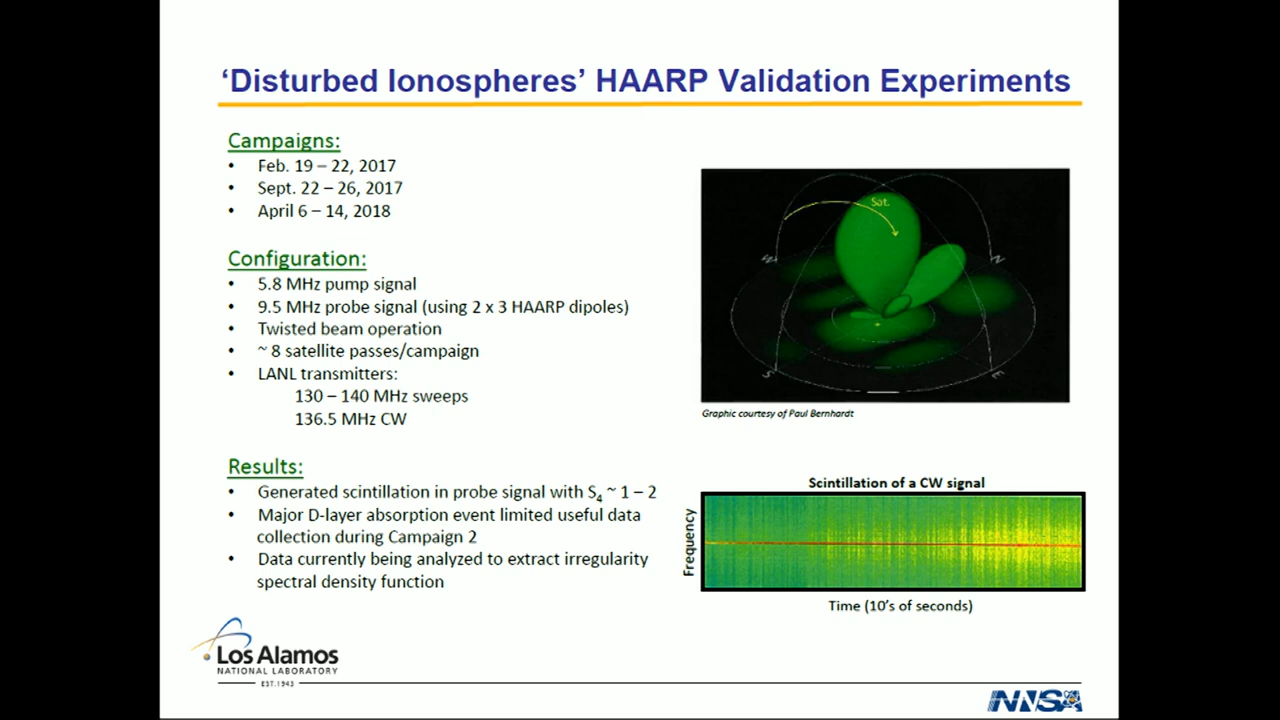 ‘Disturbed Ionospheres’ HAARP Validation Experiments
Campaigns:
• Feb. 19 – 22, 2017
• Sept. 22 – 26, 2017
• April 6 – 14, 2018
Configuration:
• 5.8 MHz pump signal
• 9.5 MHz probe signal (using 2 x 3 HAARP dipoles)
• Twisted beam operation
• ~ 8 satellite passes/campaign
• LANL transmitters:
130 – 140 MHz sweeps
136.5 MHz CW
Results:
• Generated scintillation in probe signal with S4 ~ 1 – 2
• Major D-layer absorption event limited useful data
collection during Campaign 2
• Data currently being analyzed to extract irregularity
spectral density function
Sat.
W
N
S
E
Graphic courtesy of Paul Bernhardt
Scintillation of a CW signal
Frequency
Time (10’s of seconds)
Los Alamos
NATIONAL LABORATORY
EST.1943
NNSA